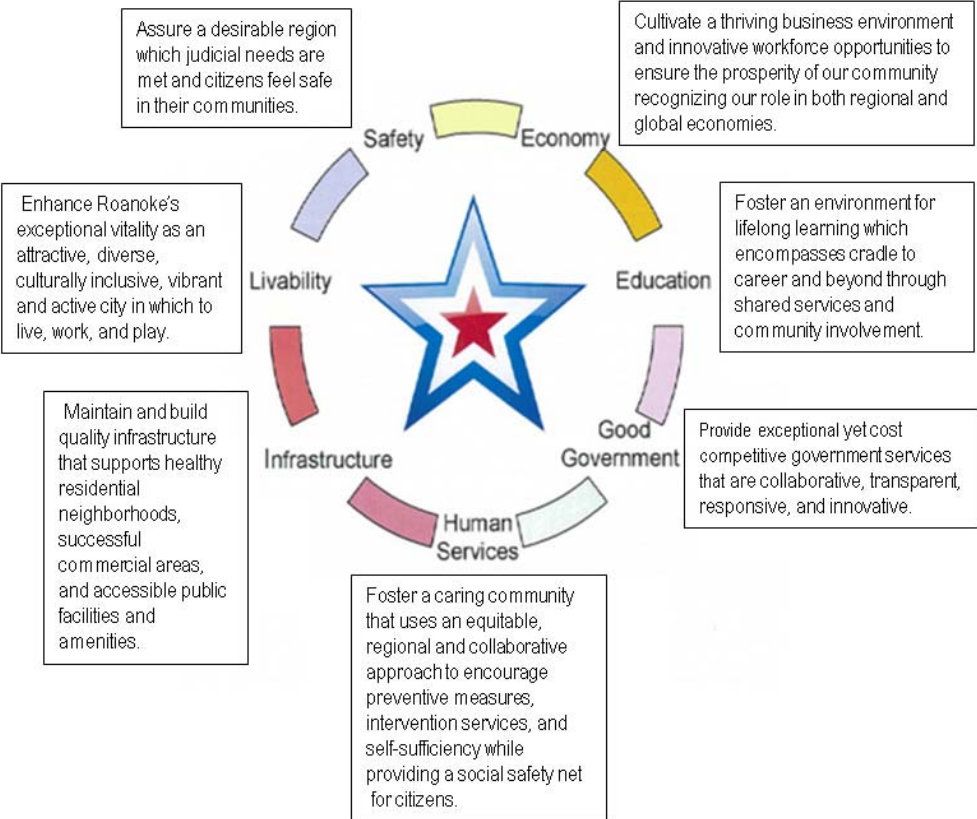 Assure a desirable region
which judicial needs are
met and citizens feel safe
in their communities.
Cultivate a thriving business environment
and innovative workforce opportunities to
ensure the prosperity of our community
recognizing our role in both regional and
global economies.
Safety
Economy
Enhance Roanoke's
exceptional vitality as an
attractive, diverse,
culturally inclusive, vibrant
and active city in which to
live, work, and play.
Livability
Education
Foster an environment for
lifelong learning which
encompasses cradle to
career and beyond through
shared services and
community involvement.
Maintain and build
quality infrastructure
that supports healthy
residential
neighborhoods,
successful
commercial areas,
and accessible public
facilities and
amenities.
Infrastructure
Good
Government
Provide exceptional yet cost
competitive government services
that are collaborative, transparent,
responsive, and innovative.
Human
Services
Foster a caring community
that uses an equitable,
regional and collaborative
approach to encourage
preventive measures,
intervention services, and
self-sufficiency while
providing a social safety net
for citizens.